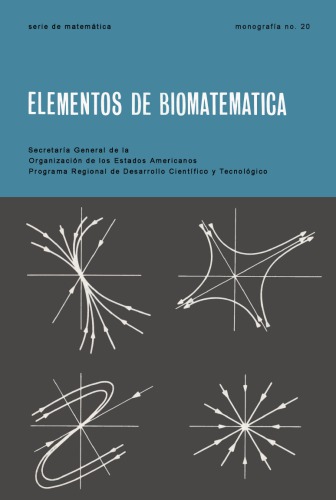 serie de matemática
monografía no. 20
ELEMENTOS DE BIOMATEMATICA
Secretaría General de la
Organización de los Estados Americanos
Programa Regional de Desarrollo Científico y Tecnológico